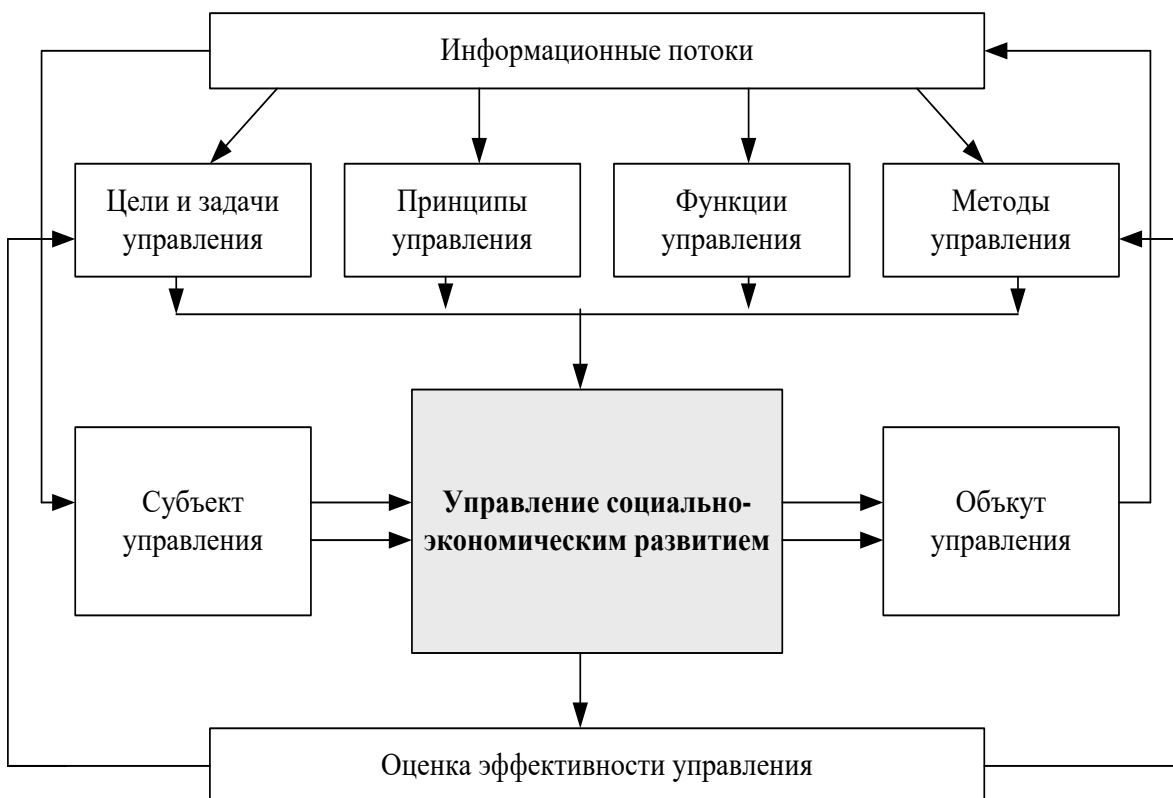 Информационные потоки
Цели и задачи
управления
Принципы
управления
Функции
управления
Методы
управления
Субъект
управления
Управление социально-
экономическим развитием
Объкут
управления
Оценка эффективности управления